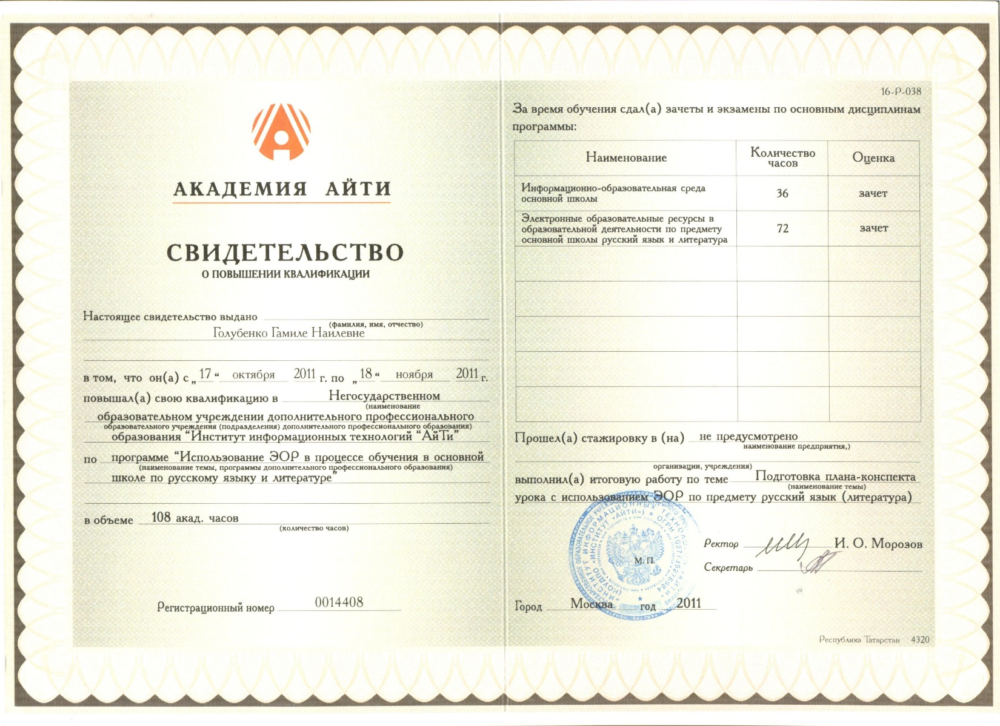 АКАДЕМИЯ АЙТИ
СВИДЕТЕЛЬСТВО
О ПОВЫШЕНИИ КВАЛИФИКАЦИИ
Настоящее свидетельство выдано
(фамилия, имя, отчество)
Голубенко Гамиле Наилевне
в том, что он(а) с „ 17 “ октября 2011 г. по „ 18 “ ноября 2011 г.
повышал(а) свою квалификацию в Негосударственном
(наименование
образовательном учреждении дополнительного профессионального
образовательного учреждения (подразделения) дополнительного профессионального образования)
образования "Институт информационных технологий "АйТи"
по программе "Использование ЭОР в процессе обучения в основной
(наименование темы, программы дополнительного профессионального образования)
школе по русскому языку и литературе"
в объеме 108 акад. часов
(количество часов)
Регистрационный номер 0014408
16-Р-038
За время обучения сдал(а) зачеты и экзамены по основным дисциплинам
программы:
Наименование Количество часов Оценка
Информационно-образовательная среда
основной школы 36 зачет
Электронные образовательные ресурсы в
образовательной деятельности по предмету
основной школы русский язык и литература 72 зачет
Прошел(а) стажировку в (на) не предусмотрено
наименование предприятия,)
организации, учреждения)
выполнил(а) итоговую работу по теме Подготовка плана-конспекта
(наименование темы)
урока с использованием ЭОР по предмету русский язык (литература)
Ректор И. О. Морозов
М.П.
Секретарь
Город Москва год 2011
Республика Татарстан 4320